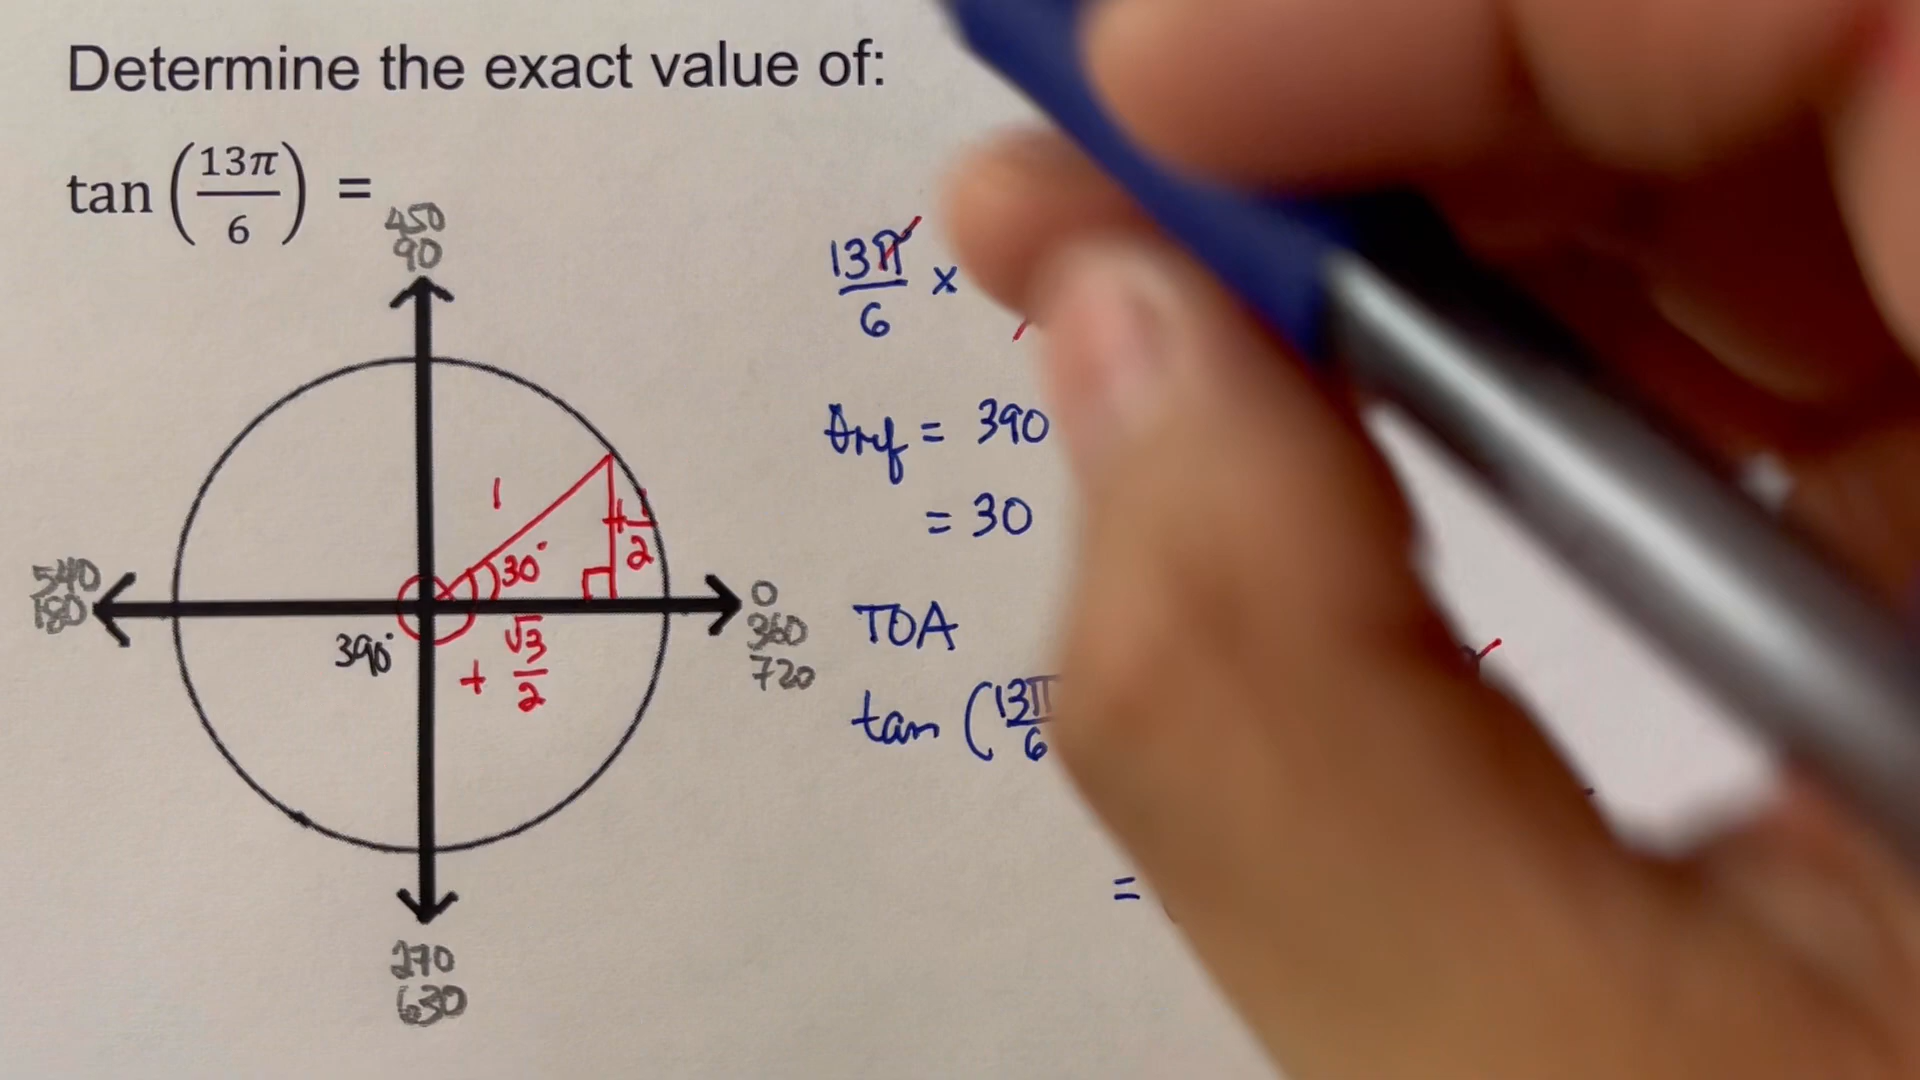 Determine the exact value of:
tan (13π/6) =
450
90
540
180
0
360
720
270
630
390°
1
30°
+ 1/2
+ √3/2
13π/6 ×
θref = 390
= 30
TOA
tan (13π/6
=